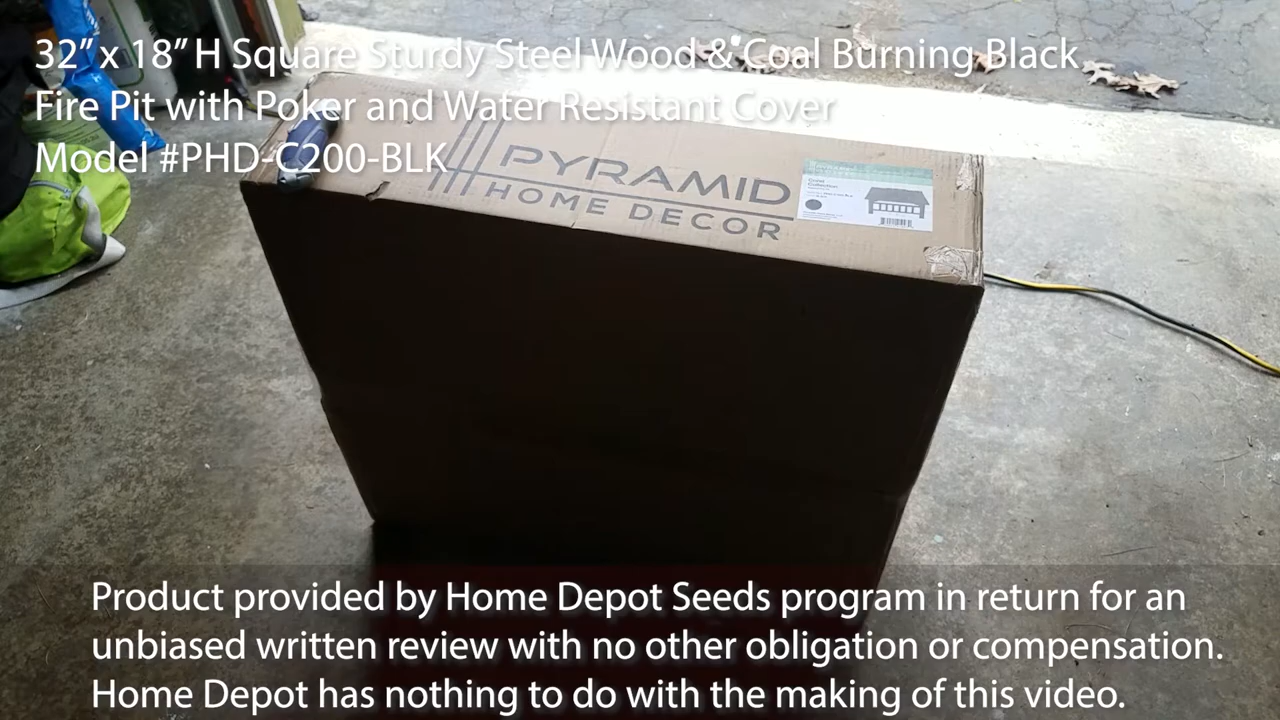 32” x 18” H Square Sturdy Steel Wood & Coal Burning Black
Fire Pit with Poker and Water Resistant Cover
Model #PHD-C200-BLK
PYRAMID
HOME DECOR
Collection
Product provided by Home Depot Seeds program in return for an
unbiased written review with no other obligation or compensation.
Home Depot has nothing to do with the making of this video.